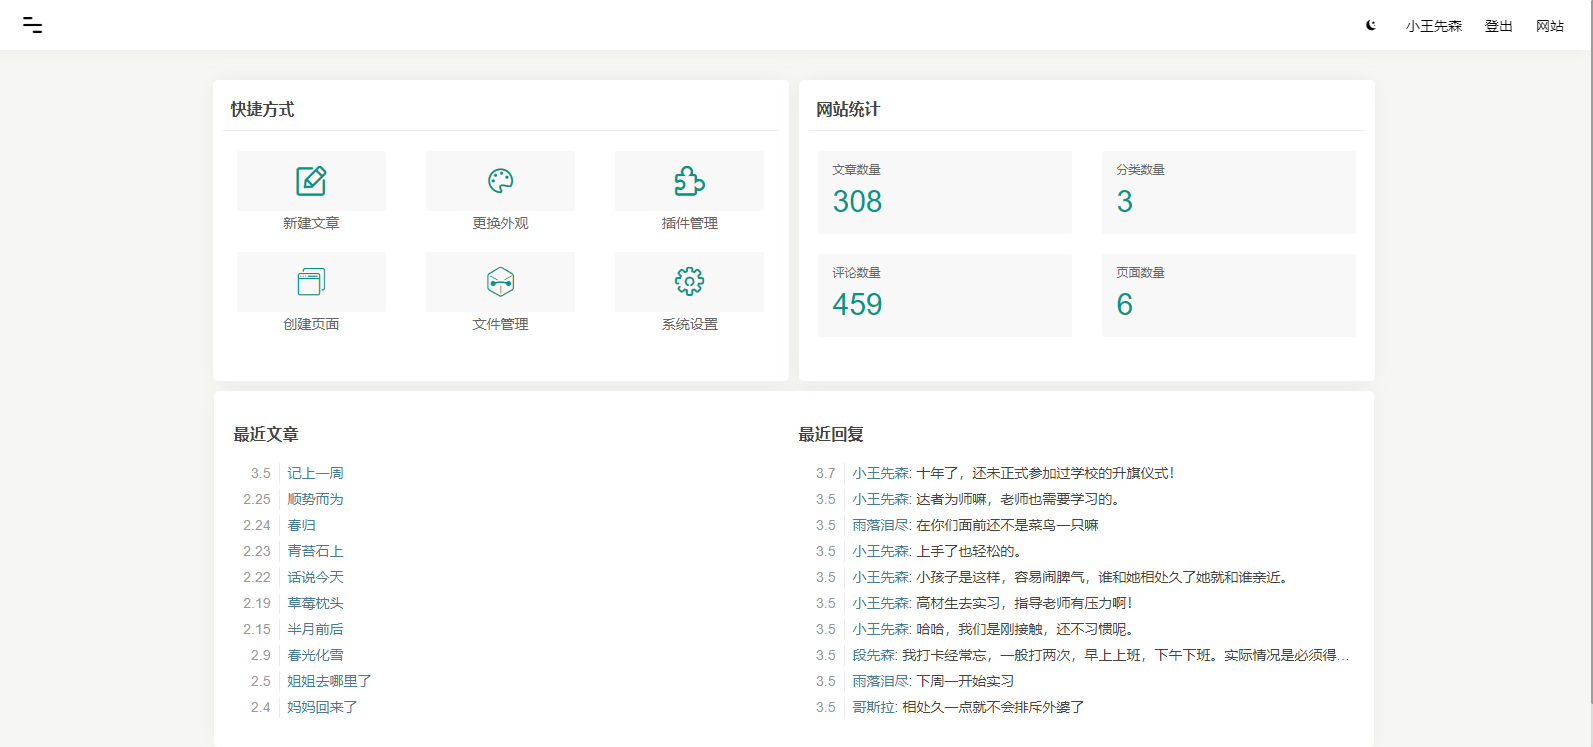 小王先森 登出 网站
快捷方式
新建文章 更换外观 插件管理
创建页面 文件管理 系统设置
网站统计
文章数量 分类数量
308 3
评论数量 页面数量
459 6
最近文章
3.5 记上一周
2.25 顺势而为
2.24 春归
2.23 青苔石上
2.22 话说今天
2.19 草莓枕头
2.15 半月前后
2.9 春光化雪
2.5 姐姐去哪里了
2.4 妈妈回来了
最近回复
3.7 小王先森: 十年了，还未正式参加过学校的升旗仪式！
3.5 小王先森: 达者为师嘛，老师也需要学习的。
3.5 雨落泪尽: 在你们面前还不是菜鸟一只嘛
3.5 小王先森: 上手了也轻松的。
3.5 小王先森: 小孩子是这样，容易闹脾气，谁和她相处久了她就和谁亲近。
3.5 小王先森: 高材生去实习，指导老师有压力啊！
3.5 小王先森: 哈哈，我们是刚接触，还不习惯呢。
3.5 段先森: 我打卡经常忘，一般打两次，早上上班，下午下班。实际情况是必须得...
3.5 雨落泪尽: 下周一开始实习
3.5 哥斯拉: 相处久一点就不会排斥外婆了